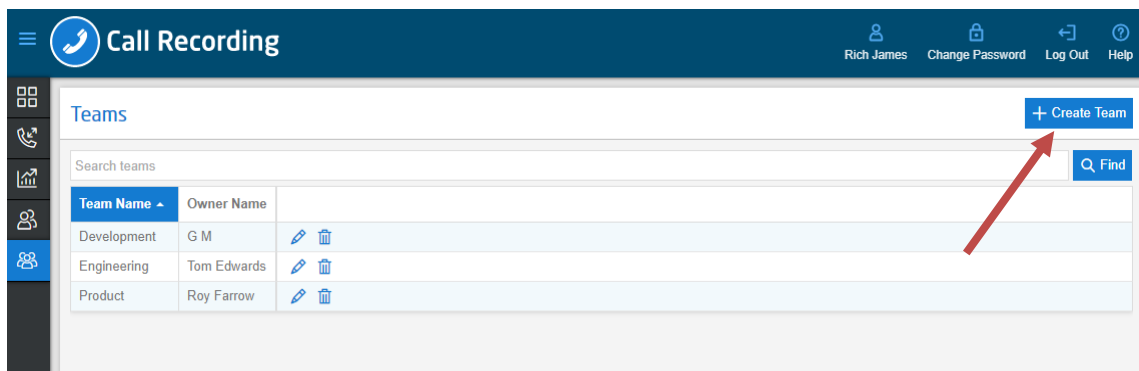 Call Recording
Rich James Change Password Log Out Help
Teams
Create Team
Search teams
Find
Team Name Owner Name
Development G M
Engineering Tom Edwards
Product Roy Farrow